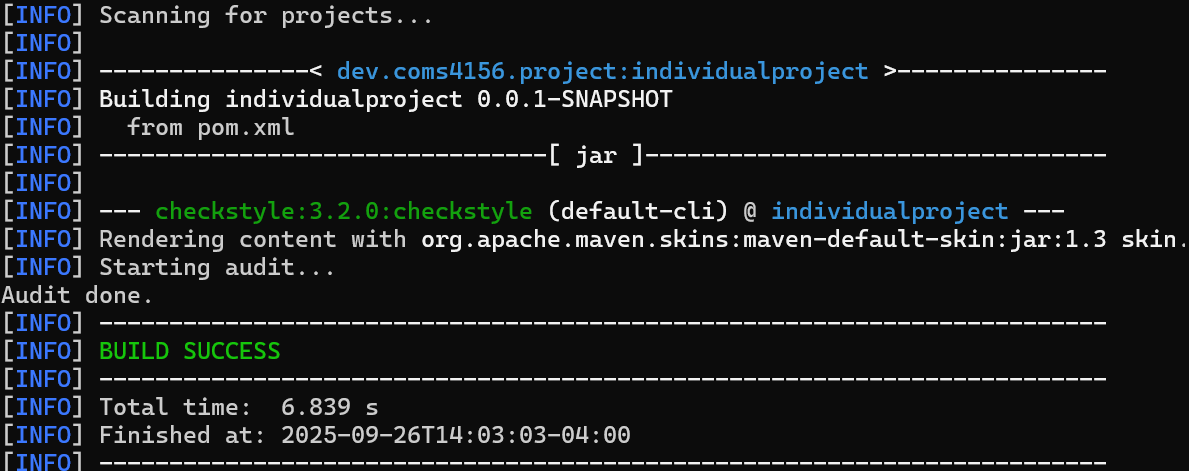 [INFO] Scanning for projects...
[INFO]
[INFO] ---------------< dev.coms4156.project:individualproject >---------------
[INFO] Building individualproject 0.0.1-SNAPSHOT
[INFO]   from pom.xml
[INFO] --------------------------------[ jar ]---------------------------------
[INFO]
[INFO] --- checkstyle:3.2.0:checkstyle (default-cli) @ individualproject ---
[INFO] Rendering content with org.apache.maven.skins:maven-default-skin:jar:1.3 skin.
[INFO] Starting audit...
Audit done.
[INFO] ------------------------------------------------------------------------
[INFO] BUILD SUCCESS
[INFO] ------------------------------------------------------------------------
[INFO] Total time:  6.839 s
[INFO] Finished at: 2025-09-26T14:03:03-04:00
[INFO] ------------------------------------------------------------------------